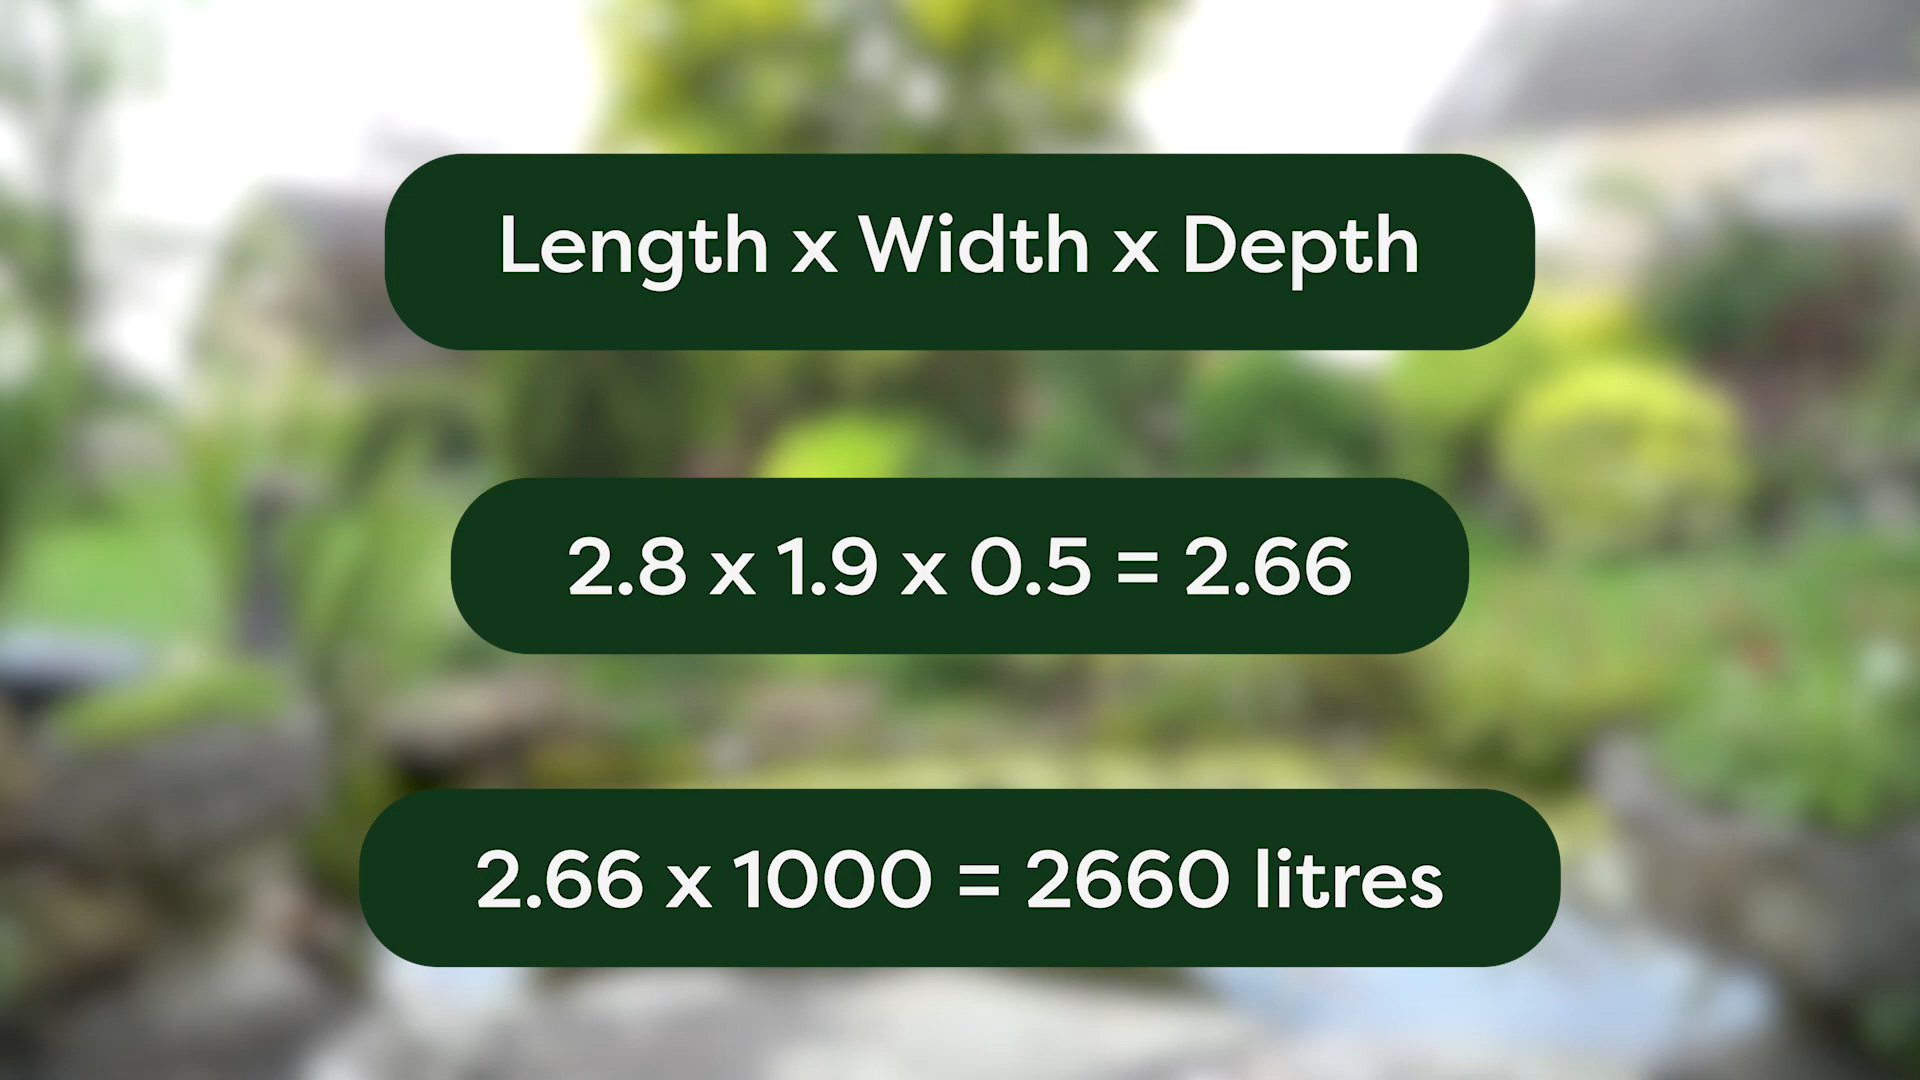 Length x Width x Depth
2.8 x 1.9 x 0.5 = 2.66
2.66 x 1000 = 2660 litres